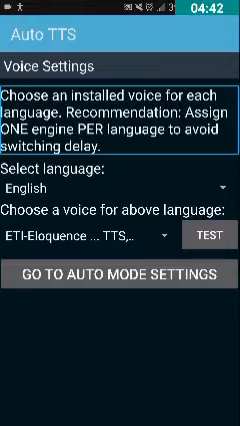 04:42
Auto TTS
Voice Settings
Choose an installed voice for each
language. Recommendation: Assign
ONE engine PER language to avoid
switching delay.
Select language:
English
Choose a voice for above language:
ETI-Eloquence ... TTS,..
TEST
GO TO AUTO MODE SETTINGS